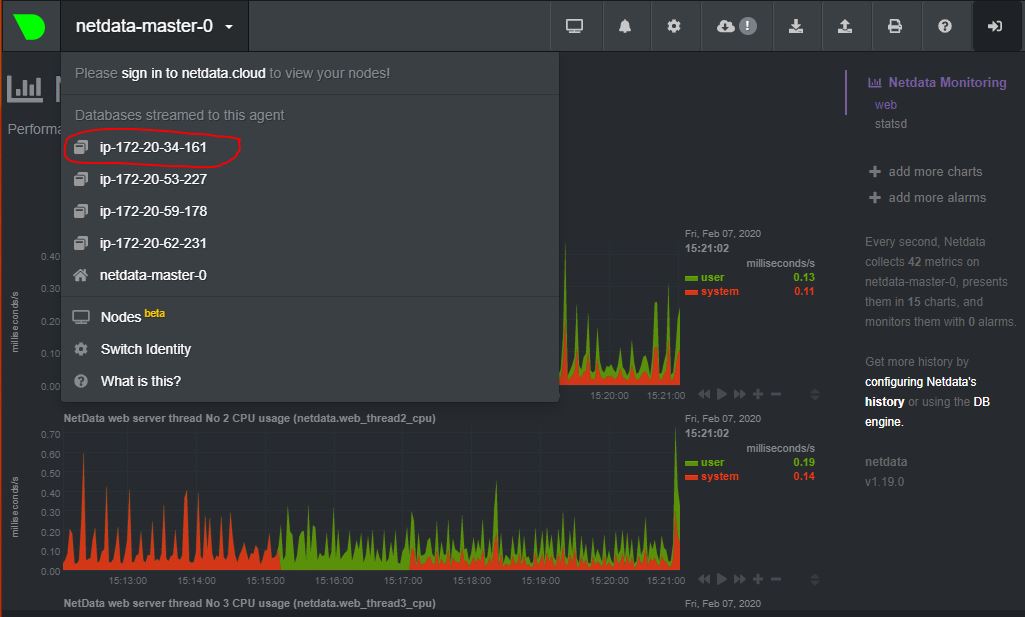 netdata-master-0
Please sign in to netdata.cloud to view your nodes!
Databases streamed to this agent
ip-172-20-34-161
ip-172-20-53-227
ip-172-20-59-178
ip-172-20-62-231
netdata-master-0
Nodes beta
Switch Identity
What is this?
Netdata Monitoring
web
statsd
add more charts
add more alarms
Every second, Netdata
collects 42 metrics on
netdata-master-0, presents
them in 15 charts, and
monitors them with 0 alarms.
Get more history by
configuring Netdata's
history or using the DB
engine.
netdata
v1.19.0
Fri, Feb 07, 2020
15:21:02
milliseconds/s
user 0.13
system 0.11
milliseconds/s
0.40
0.30
0.20
0.10
0.00
15:20:00 15:21:00
NetData web server thread No 2 CPU usage (netdata.web_thread2_cpu)
Fri, Feb 07, 2020
15:21:02
milliseconds/s
user 0.19
system 0.14
milliseconds/s
0.70
0.60
0.50
0.40
0.30
0.20
0.10
0.00
15:13:00 15:14:00 15:15:00 15:16:00 15:17:00 15:18:00 15:19:00 15:20:00 15:21:00
NetData web server thread No 3 CPU usage (netdata.web_thread3_cpu)
Fri, Feb 07, 2020